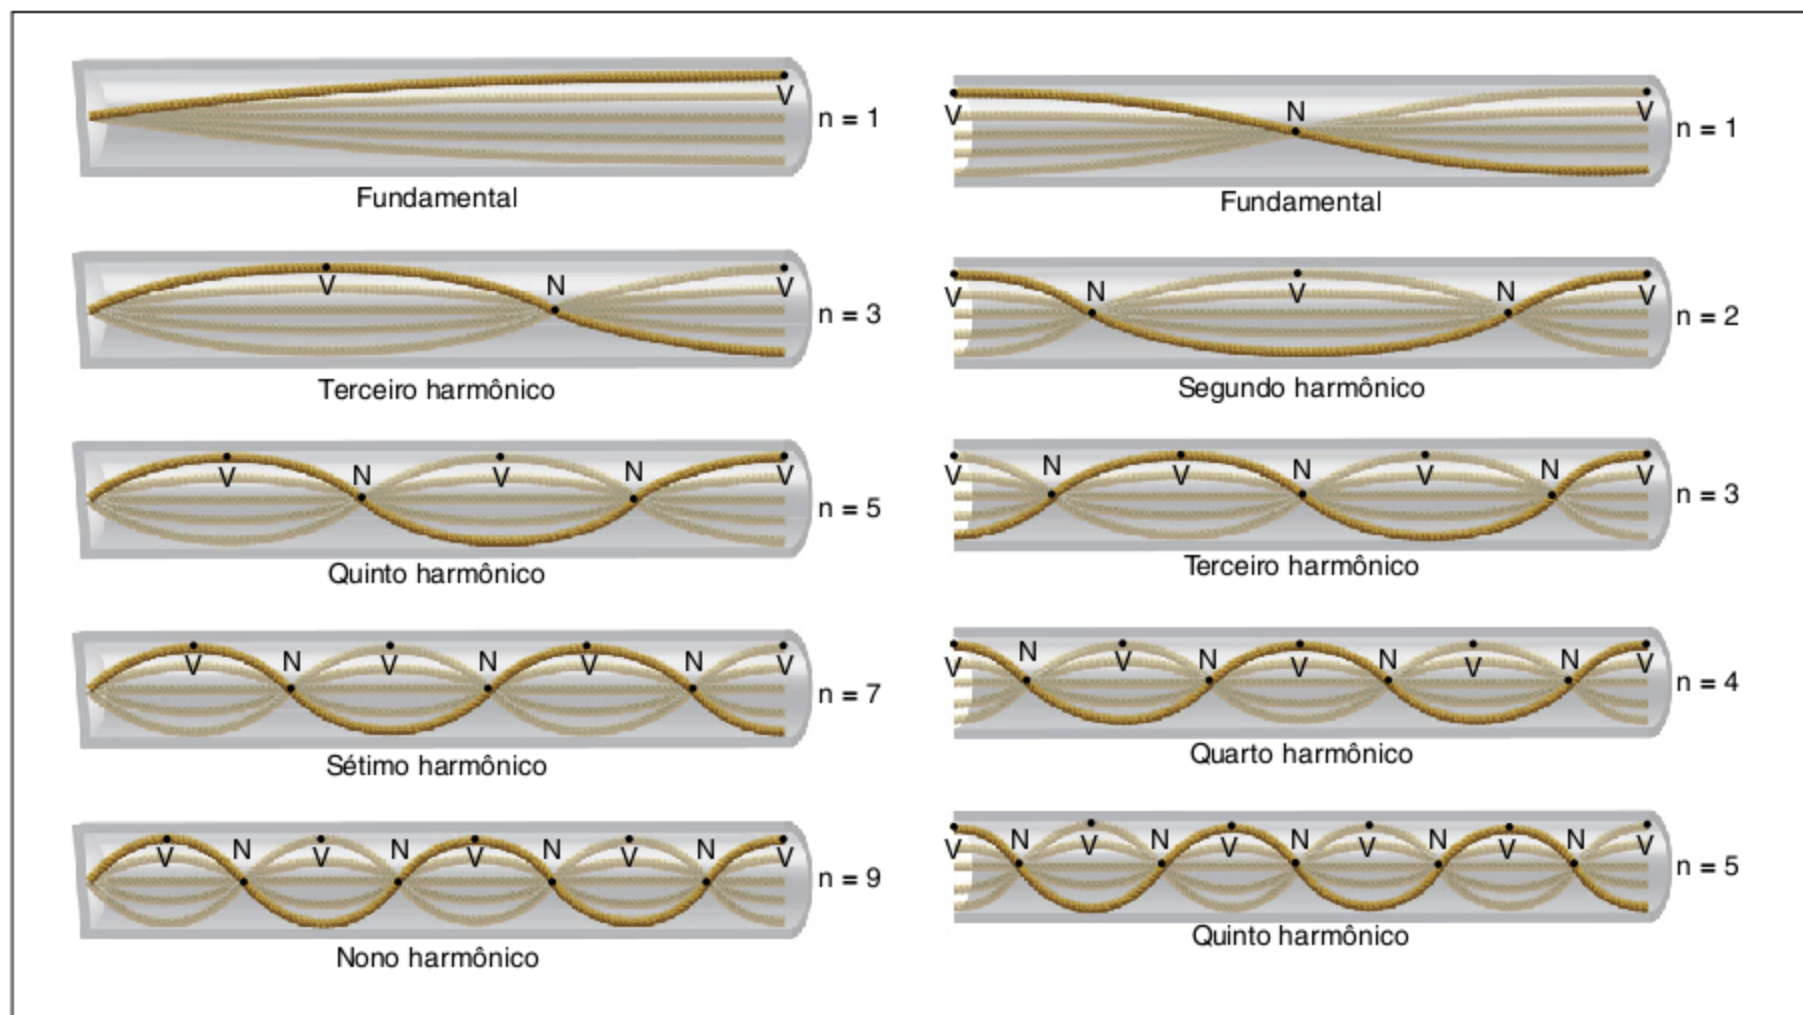 V
n = 1
Fundamental
V
N
V
n = 3
Terceiro harmônico
V
N
V
N
V
n = 5
Quinto harmônico
V
N
V
N
V
N
V
n = 7
Sétimo harmônico
V
N
V
N
V
N
V
N
V
n = 9
Nono harmônico
V
N
V
n = 1
Fundamental
V
N
V
N
V
n = 2
Segundo harmônico
V
N
V
N
V
N
V
n = 3
Terceiro harmônico
V
N
V
N
V
N
V
N
V
n = 4
Quarto harmônico
V
N
V
N
V
N
V
N
V
N
V
n = 5
Quinto harmônico